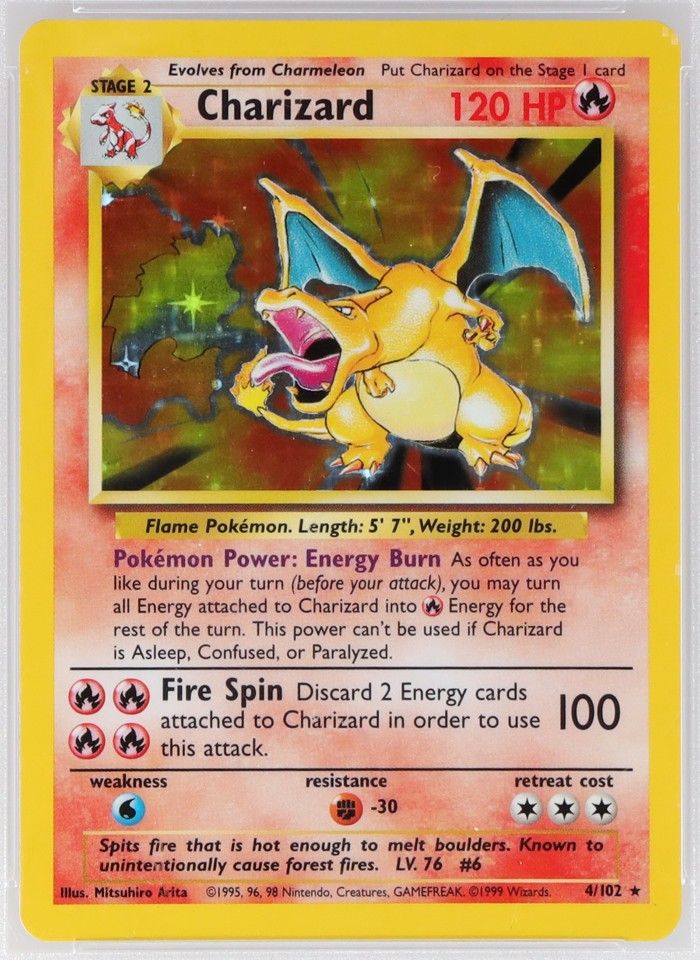 Evolves from Charmeleon Put Charizard on the Stage 1 card
STAGE 2
Charizard 120 HP
Flame Pokémon. Length: 5' 7", Weight: 200 lbs.
Pokémon Power: Energy Burn As often as you
like during your turn (before your attack), you may turn
all Energy attached to Charizard into Energy for the
rest of the turn. This power can't be used if Charizard
is Asleep, Confused, or Paralyzed.
Fire Spin Discard 2 Energy cards
attached to Charizard in order to use
this attack.
100
weakness resistance retreat cost
-30
Spits fire that is hot enough to melt boulders. Known to
unintentionally cause forest fires. LV. 76 #6
Illus. Mitsuhiro Arita ©1995, 96, 98 Nintendo, Creatures, GAMEFREAK. ©1999 Wizards. 4/102 ★